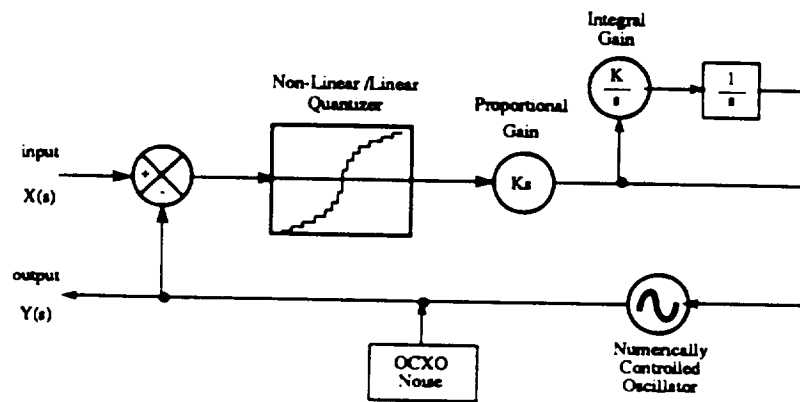 Integral
Gain
K
s
1
s
Non-Linear /Linear
Quantizer
Proportional
Gain
input
X(s)
+
-
Ks
output
Y(s)
OCXO
Noise
Numerically
Controlled
Oscillator